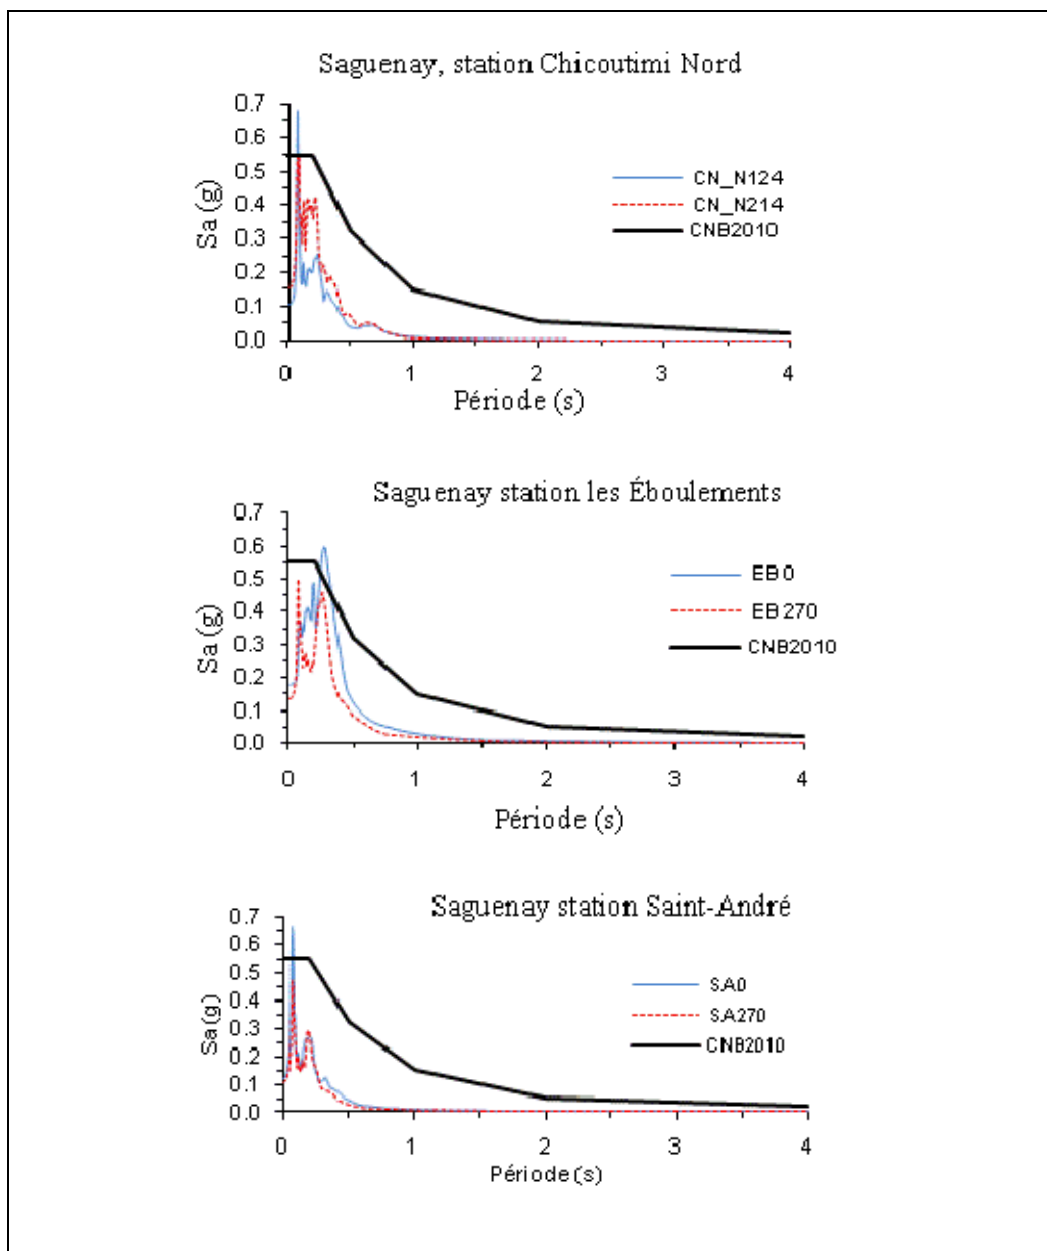 Saguenay, station Chicoutimi Nord
0.7
0.6
0.5
0.4
0.3
0.2
0.1
0.0
Sa (g)
CN_N124
CN_N214
CNB2010
0 1 2 3 4
Période (s)
Saguenay station les Éboulements
0.7
0.6
0.5
0.4
0.3
0.2
0.1
0.0
Sa (g)
EB0
EB270
CNB2010
0 1 2 3 4
Période (s)
Saguenay station Saint-André
0.7
0.6
0.5
0.4
0.3
0.2
0.1
0.0
Sa (g)
SA0
SA270
CNB2010
0 1 2 3 4
Période (s)